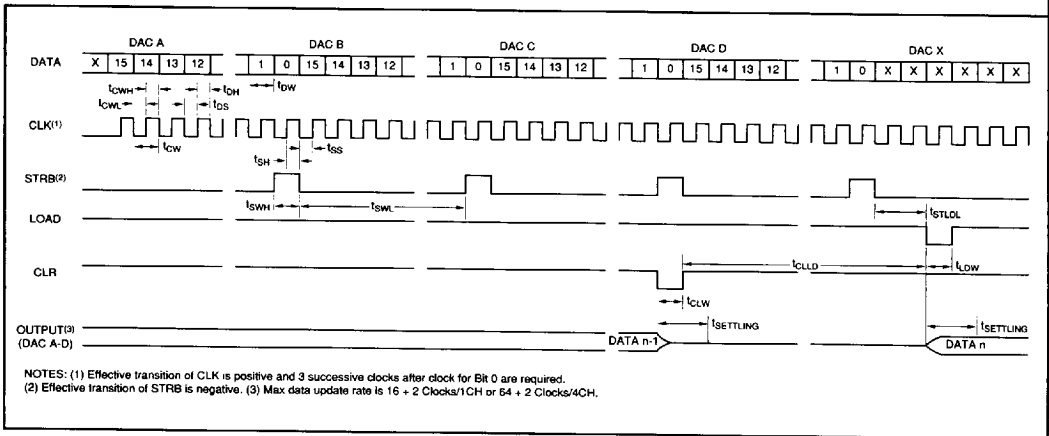 DAC A DAC B DAC C DAC D DAC X
DATA X 15 14 13 12 1 0 15 14 13 12 1 0 15 14 13 12 1 0 15 14 13 12 1 0 X X X X X X
tCWH tDH tDW
tCWL tDS
CLK(1)
tCW tSS
tSH
STRB(2)
tSWH tSWL tSTLDL
LOAD
tCLLD tLDW
CLR
tCLW
tSETTLING tSETTLING
OUTPUT(3)
(DAC A-D) DATA n-1 DATA n
NOTES: (1) Effective transition of CLK is positive and 3 successive clocks after clock for Bit 0 are required.
(2) Effective transition of STRB is negative. (3) Max data update rate is 16 + 2 Clocks/1CH or 64 + 2 Clocks/4CH.